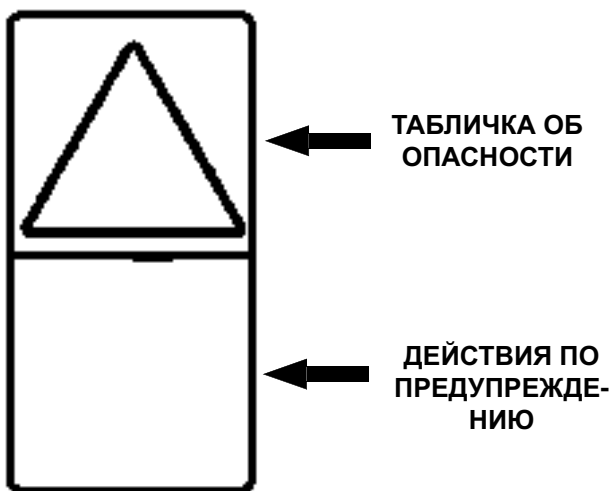 ТАБЛИЧКА ОБ
ОПАСНОСТИ
ДЕЙСТВИЯ ПО
ПРЕДУПРЕЖДЕ-
НИЮ